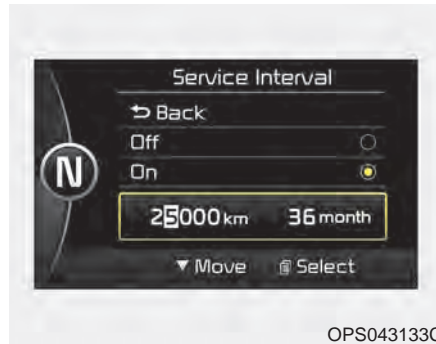 Service Interval
Back
Off
On
N
25000 km 36 month
Move Select
OPS043133C